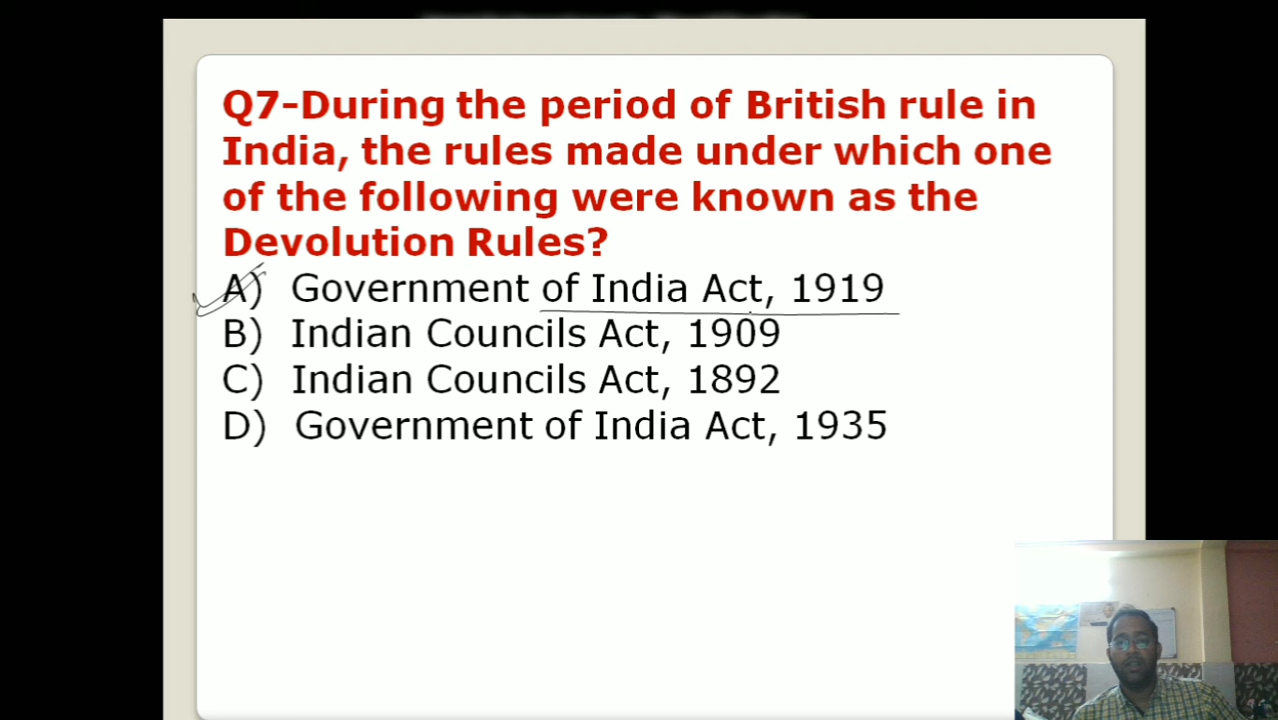 Q7-During the period of British rule in
India, the rules made under which one
of the following were known as the
Devolution Rules?
A) Government of India Act, 1919
B) Indian Councils Act, 1909
C) Indian Councils Act, 1892
D) Government of India Act, 1935